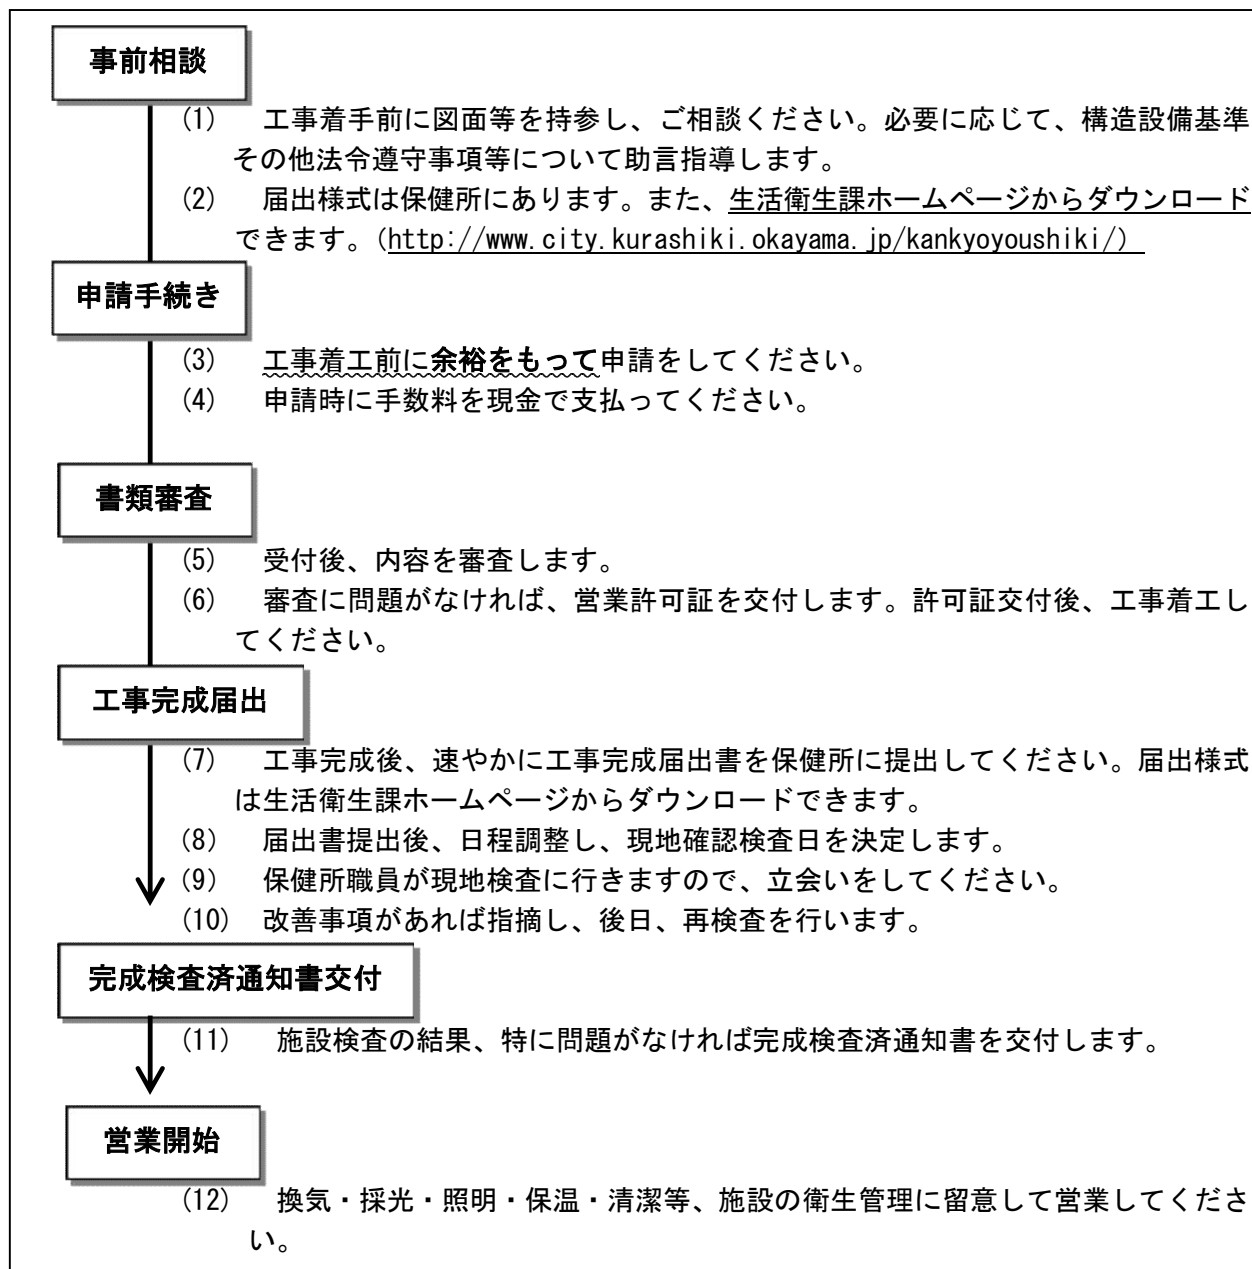 事前相談
(1) 工事着手前に図面等を持参し、ご相談ください。必要に応じて、構造設備基準
その他法令遵守事項等について助言指導します。
(2) 届出様式は保健所にあります。また、生活衛生課ホームページからダウンロード
できます。(http://www.city.kurashiki.okayama.jp/kankyoyoushiki/)
申請手続き
(3) 工事着工前に余裕をもって申請をしてください。
(4) 申請時に手数料を現金で支払ってください。
書類審査
(5) 受付後、内容を審査します。
(6) 審査に問題がなければ、営業許可証を交付します。許可証交付後、工事着工し
てください。
工事完成届出
(7) 工事完成後、速やかに工事完成届出書を保健所に提出してください。届出様式
は生活衛生課ホームページからダウンロードできます。
(8) 届出書提出後、日程調整し、現地確認検査日を決定します。
(9) 保健所職員が現地検査に行きますので、立会いをしてください。
(10) 改善事項があれば指摘し、後日、再検査を行います。
完成検査済通知書交付
(11) 施設検査の結果、特に問題がなければ完成検査済通知書を交付します。
営業開始
(12) 換気・採光・照明・保温・清潔等、施設の衛生管理に留意して営業してくださ
い。